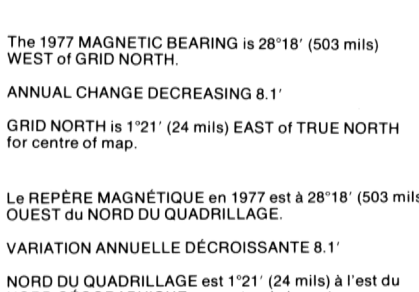 The 1977 MAGNETIC BEARING is 28°18′ (503 mils)
WEST of GRID NORTH.
ANNUAL CHANGE DECREASING 8.1′
GRID NORTH is 1°21′ (24 mils) EAST of TRUE NORTH
for centre of map.
Le REPÈRE MAGNÉTIQUE en 1977 est à 28°18′ (503 mils
OUEST du NORD DU QUADRILLAGE.
VARIATION ANNUELLE DÉCROISSANTE 8.1′
NORD DU QUADRILLAGE est 1°21′ (24 mils) à l'est du